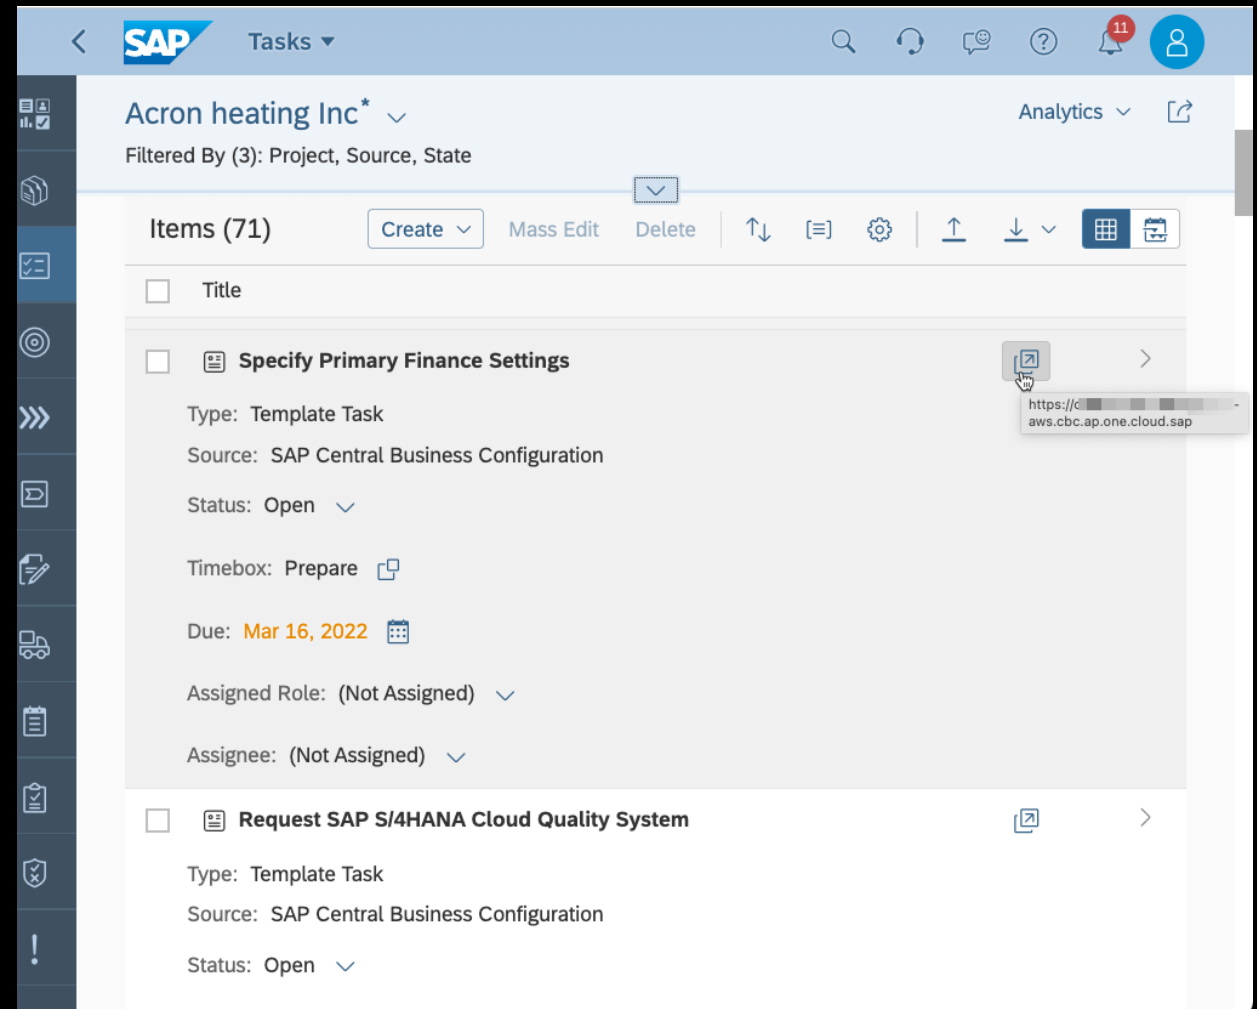 SAP Tasks
11
Acron heating Inc*
Analytics
Filtered By (3): Project, Source, State
Items (71) Create Mass Edit Delete
Title
Specify Primary Finance Settings
https://
aws.cbc.ap.one.cloud.sap
Type: Template Task
Source: SAP Central Business Configuration
Status: Open
Timebox: Prepare
Due: Mar 16, 2022
Assigned Role: (Not Assigned)
Assignee: (Not Assigned)
Request SAP S/4HANA Cloud Quality System
Type: Template Task
Source: SAP Central Business Configuration
Status: Open